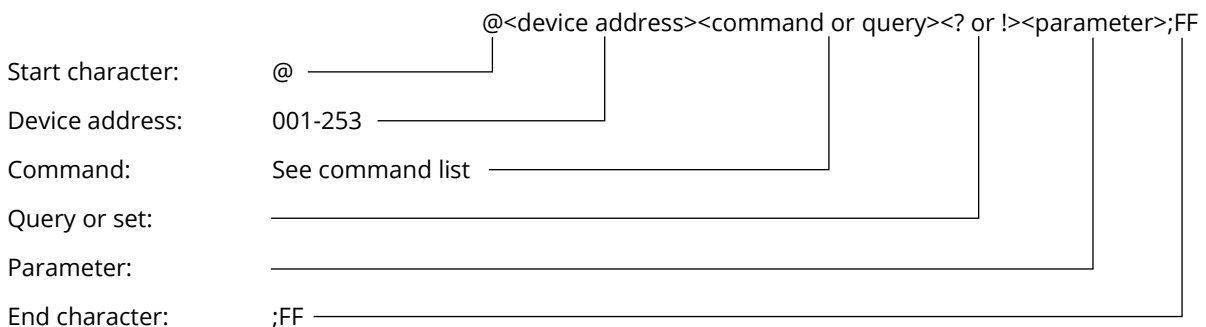 @<device address><command or query><? or !><parameter>;FF
Start character: @
Device address: 001-253
Command: See command list
Query or set:
Parameter:
End character: ;FF